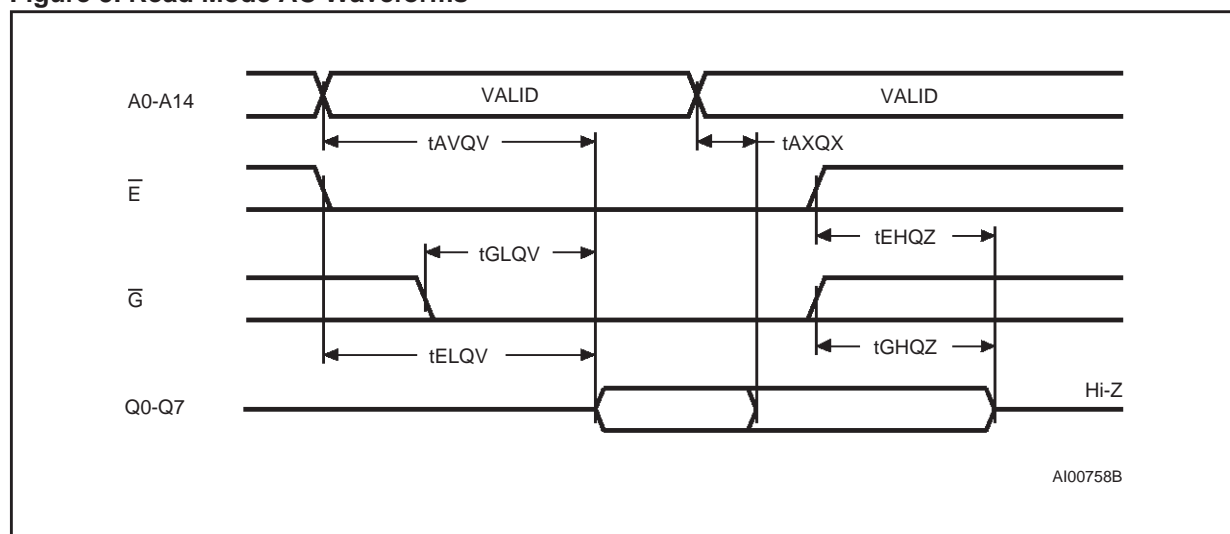 Figure 5. Read Mode AC Waveforms
A0-A14
VALID
VALID
tAVQV
tAXQX
E
tEHQZ
tGLQV
G
tGHQZ
tELQV
Q0-Q7
Hi-Z
AI00758B